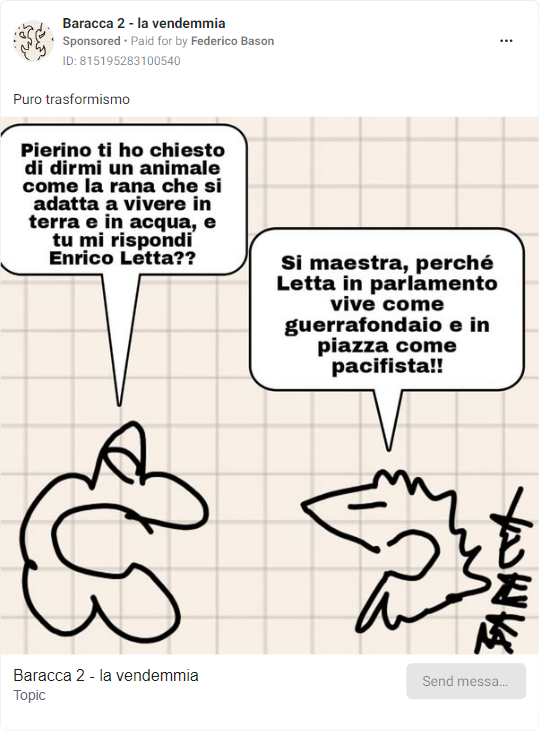 Baracca 2 - la vendemmia
Sponsored • Paid for by Federico Bason
ID: 815195283100540
Puro trasformismo
Pierino ti ho chiesto
di dirmi un animale
come la rana che si
adatta a vivere in
terra e in acqua, e
tu mi rispondi
Enrico Letta??
Si maestra, perché
Letta in parlamento
vive come
guerrafondaio e in
piazza come
pacifista!!
Baracca 2 - la vendemmia
Topic
Send messa...